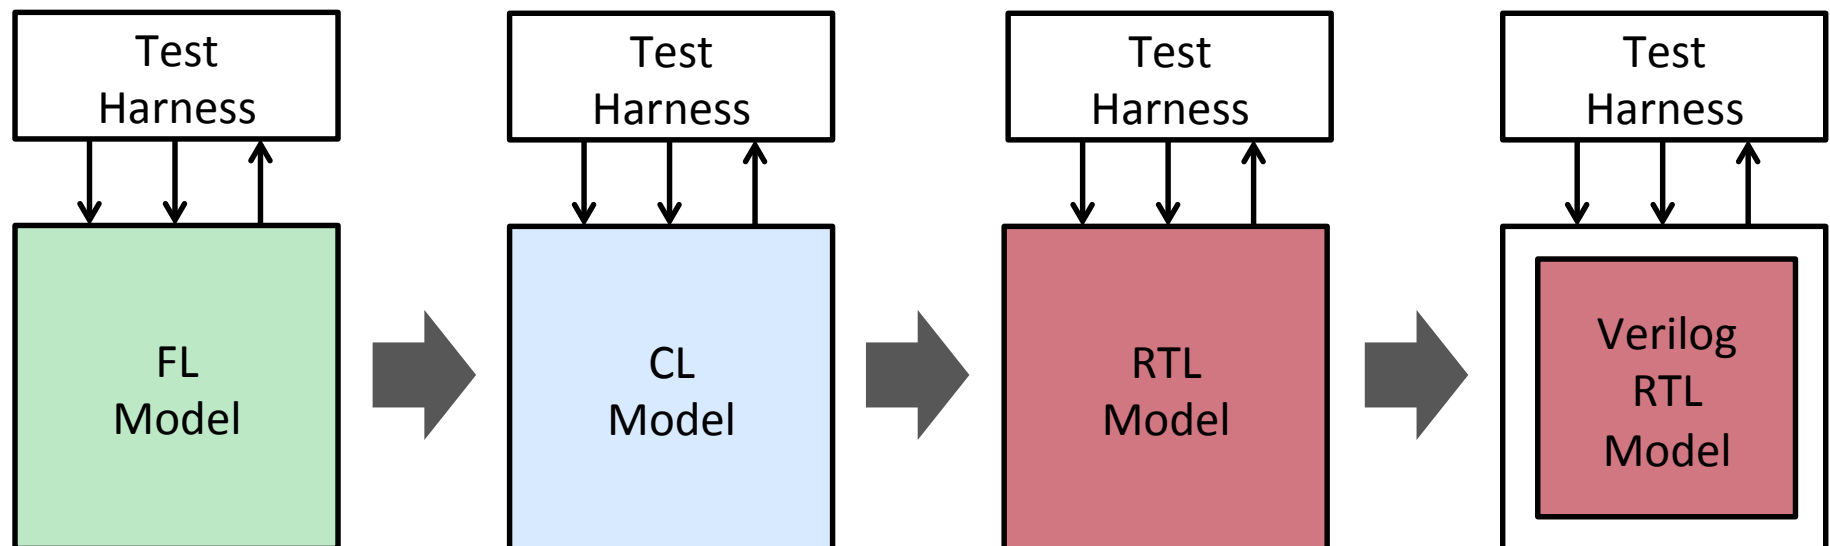 Test
Harness
Test
Harness
Test
Harness
Test
Harness
FL
Model
CL
Model
RTL
Model
Verilog
RTL
Model